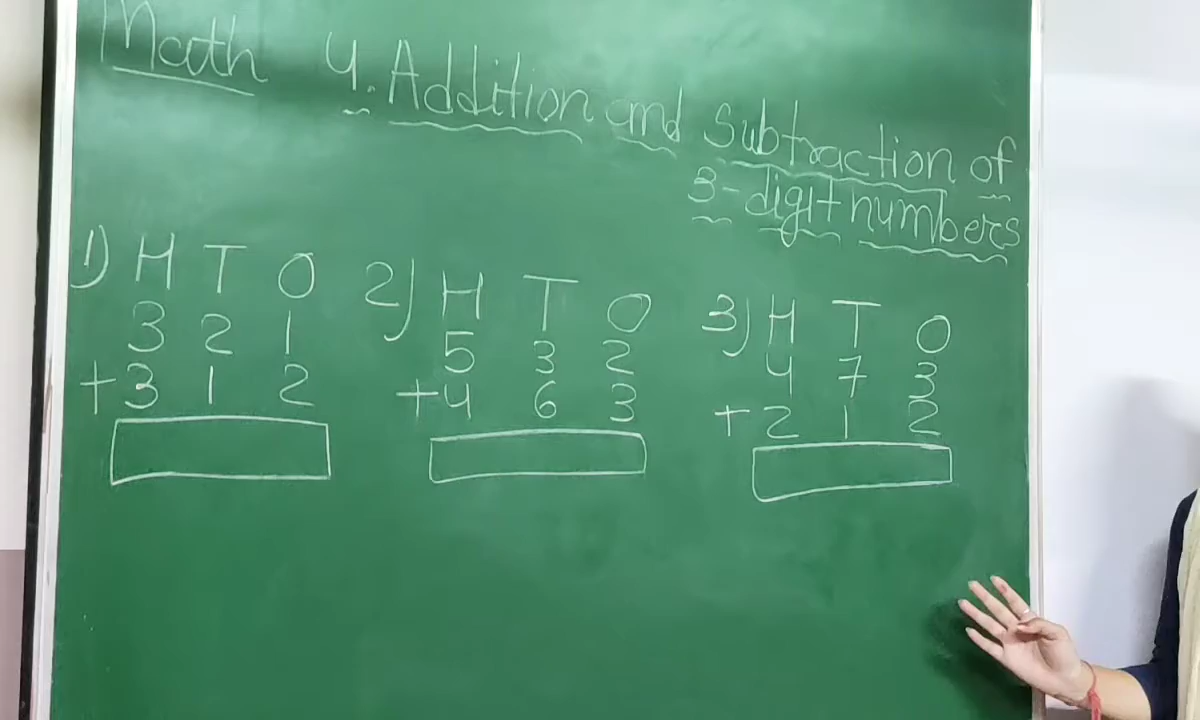 Math 4. Addition and Subtraction of
3-digit numbers
1) H T O
3 2 1
+3 1 2
2) H T O
5 3 2
+4 6 3
3) H T O
4 7 3
+2 1 2